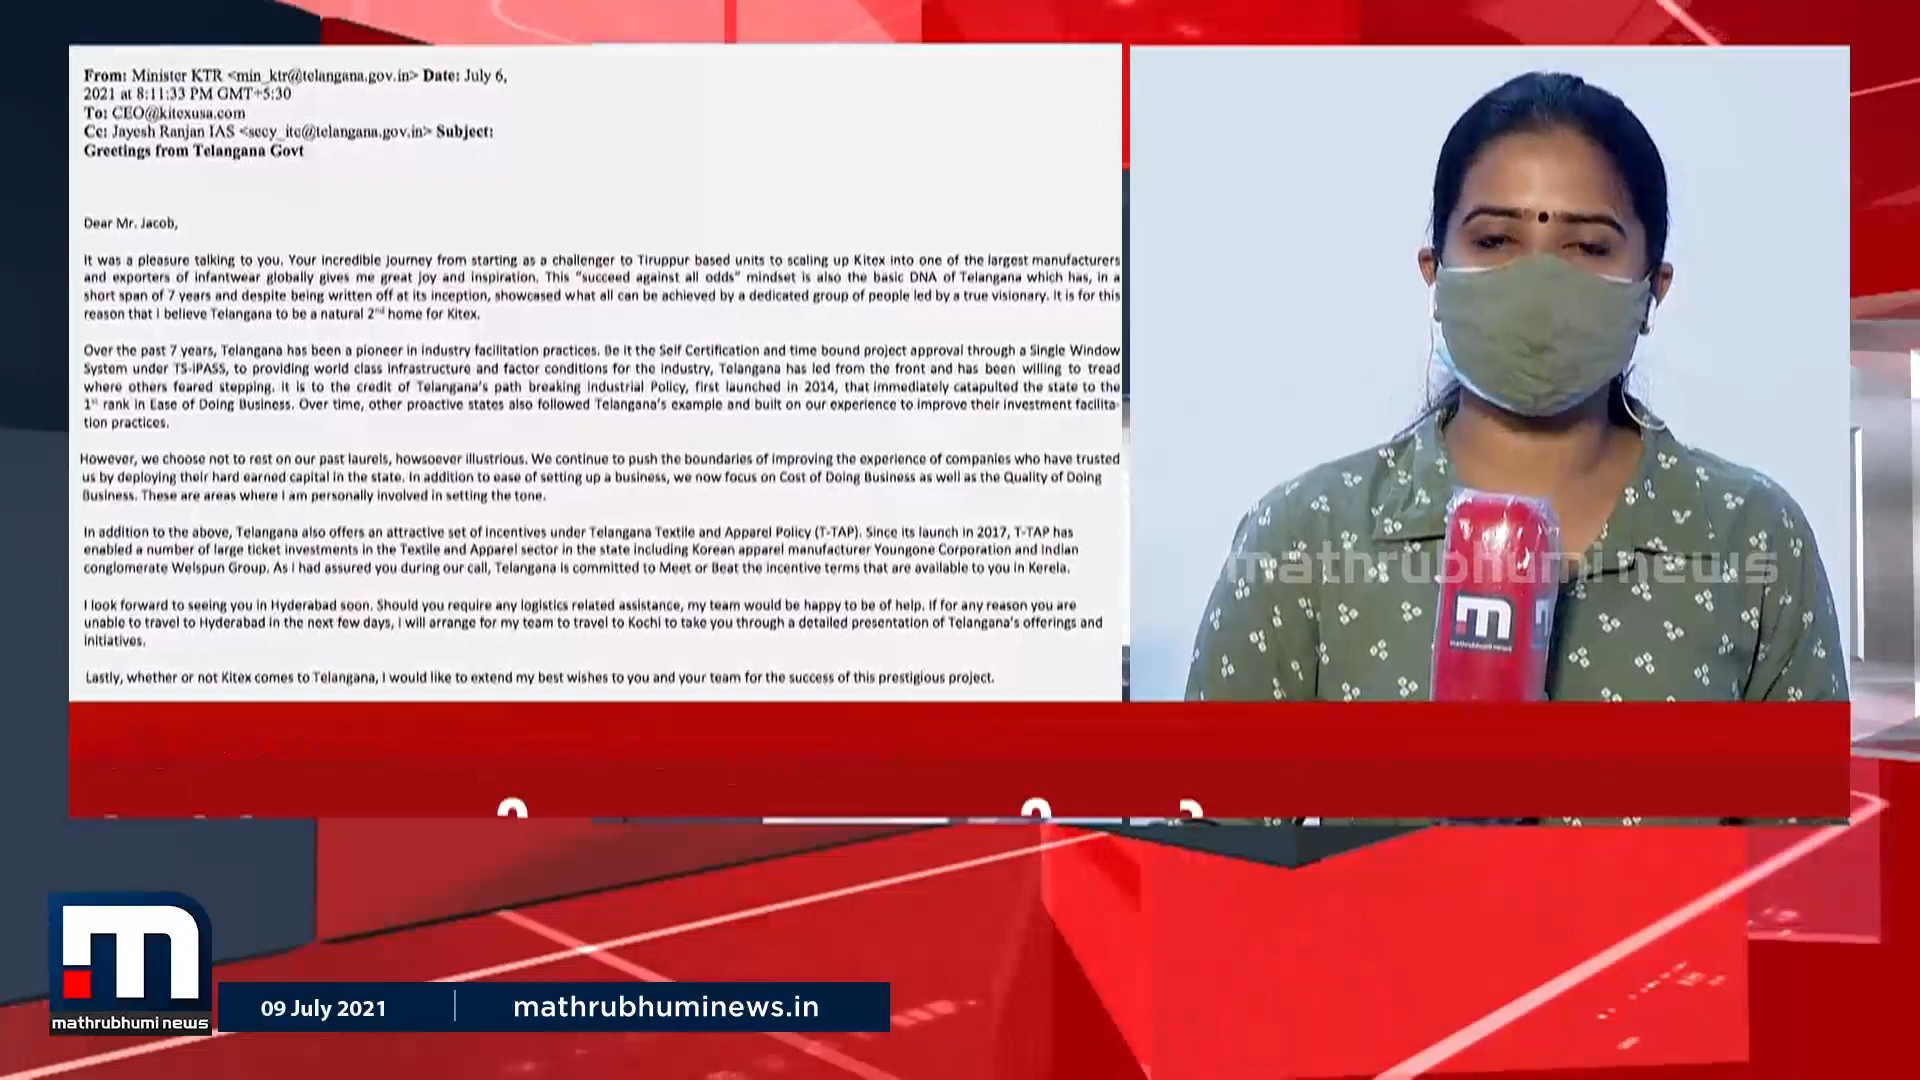 From: Minister KTR <min_ktr@telangana.gov.in> Date: July 6,
2021 at 8:11:33 PM GMT+5:30
To: CEO@kitexusa.com
Cc: Jayesh Ranjan IAS <secy_itc@telangana.gov.in> Subject:
Greetings from Telangana Govt
Dear Mr. Jacob,
It was a pleasure talking to you. Your incredible journey from starting as a challenger to Tiruppur based units to scaling up Kitex into one of the largest manufacturers
and exporters of infantwear globally gives me great joy and inspiration. This "succeed against all odds" mindset is also the basic DNA of Telangana which has, in a
short span of 7 years and despite being written off at its inception, showcased what all can be achieved by a dedicated group of people led by a true visionary. It is for this
reason that I believe Telangana to be a natural 2nd home for Kitex.
Over the past 7 years, Telangana has been a pioneer in industry facilitation practices. Be it the Self Certification and time bound project approval through a Single Window
System under TS-iPASS, to providing world class infrastructure and factor conditions for the industry, Telangana has led from the front and has been willing to tread
where others feared stepping. It is to the credit of Telangana's path breaking Industrial Policy, first launched in 2014, that immediately catapulted the state to the
1st rank in Ease of Doing Business. Over time, other proactive states also followed Telangana's example and built on our experience to improve their investment facilita-
tion practices.
However, we choose not to rest on our past laurels, howsoever illustrious. We continue to push the boundaries of improving the experience of companies who have trusted
us by deploying their hard earned capital in the state. In addition to ease of setting up a business, we now focus on Cost of Doing Business as well as the Quality of Doing
Business. These are areas where I am personally involved in setting the tone.
In addition to the above, Telangana also offers an attractive set of incentives under Telangana Textile and Apparel Policy (T-TAP). Since its launch in 2017, T-TAP has
enabled a number of large ticket investments in the Textile and Apparel sector in the state including Korean apparel manufacturer Youngone Corporation and Indian
conglomerate Welspun Group. As I had assured you during our call, Telangana is committed to Meet or Beat the incentive terms that are available to you in Kerela.
I look forward to seeing you in Hyderabad soon. Should you require any logistics related assistance, my team would be happy to be of help. If for any reason you are
unable to travel to Hyderabad in the next few days, I will arrange for my team to travel to Kochi to take you through a detailed presentation of Telangana's offerings and
initiatives.
Lastly, whether or not Kitex comes to Telangana, I would like to extend my best wishes to you and your team for the success of this prestigious project.
mathrubhumi news
mathrubhumi news
mathrubhumi news
09 July 2021
mathrubhuminews.in